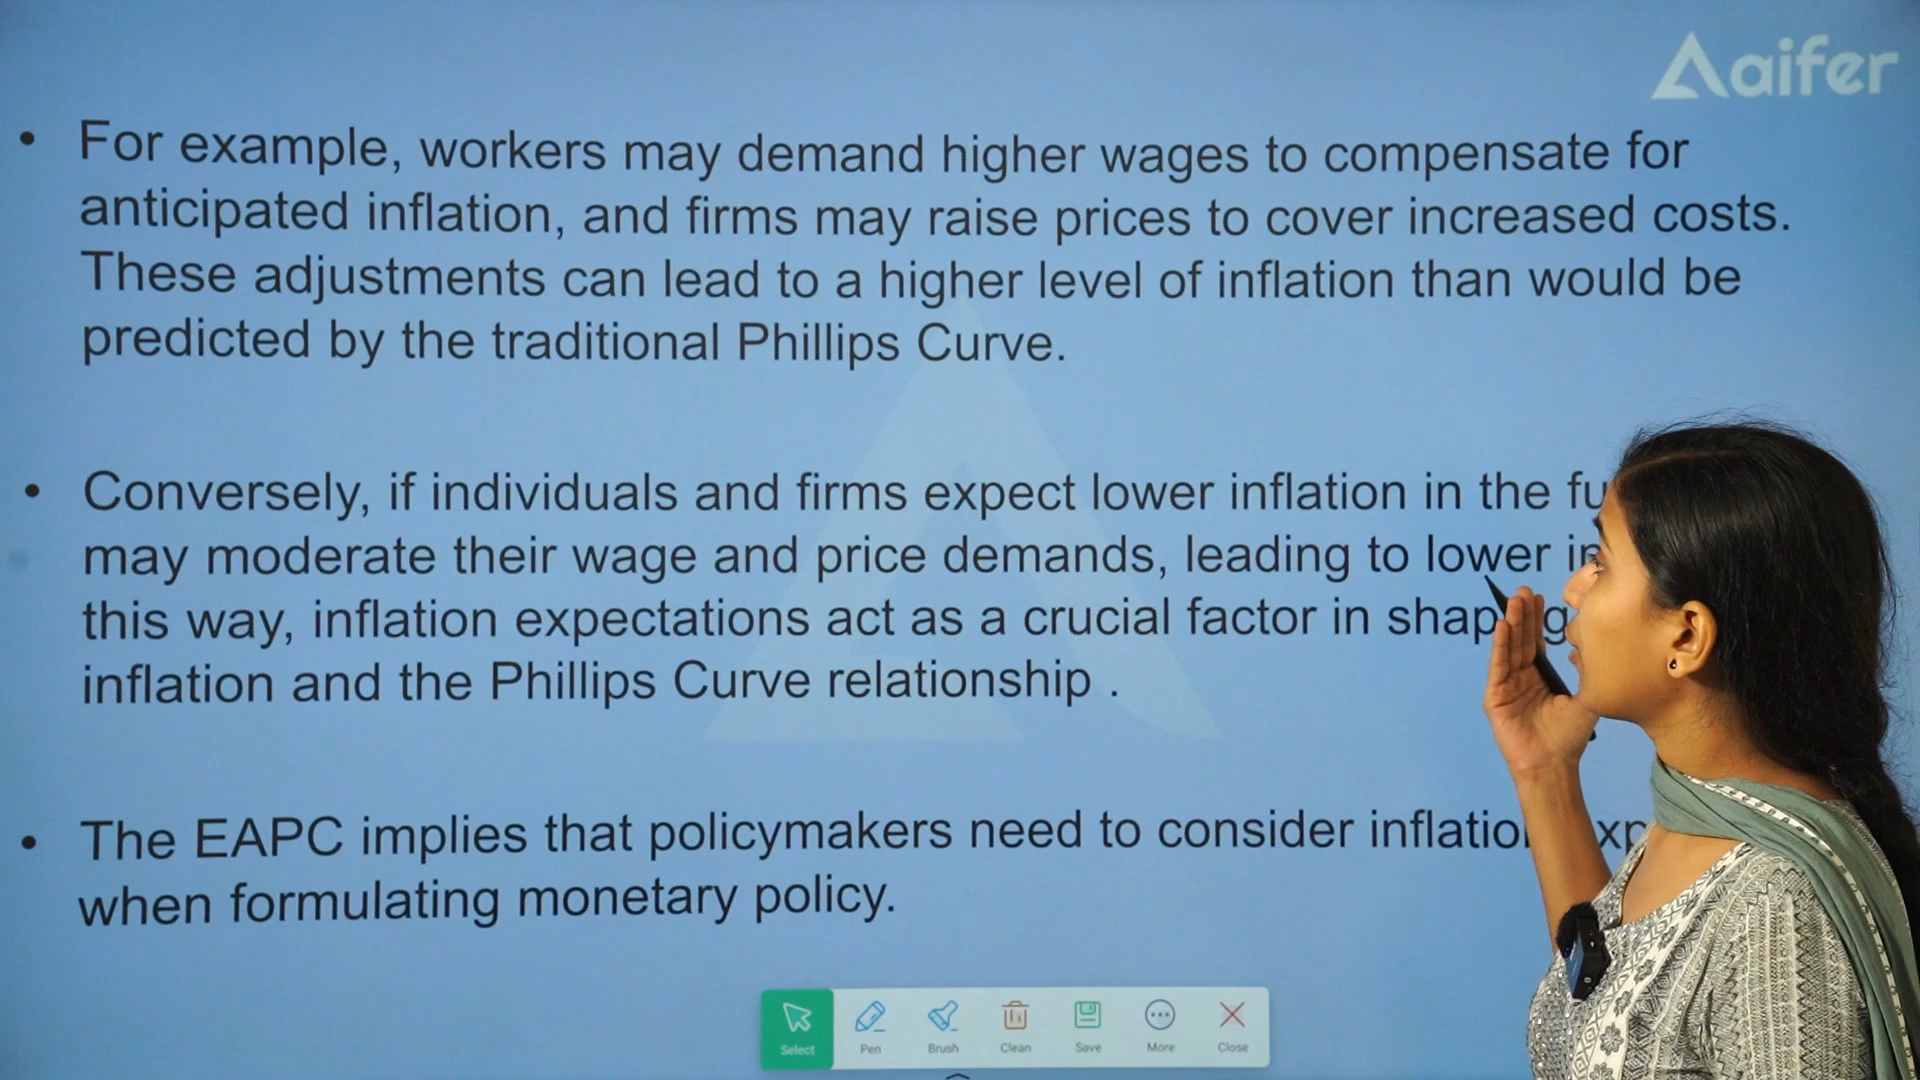 aifer
• For example, workers may demand higher wages to compensate for
anticipated inflation, and firms may raise prices to cover increased costs.
These adjustments can lead to a higher level of inflation than would be
predicted by the traditional Phillips Curve.
• Conversely, if individuals and firms expect lower inflation in the
may moderate their wage and price demands, leading to lower
this way, inflation expectations act as a crucial factor in
inflation and the Phillips Curve relationship .
• The EAPC implies that policymakers need to consider
when formulating monetary policy.
Select Pen Brush Clean Save More Close